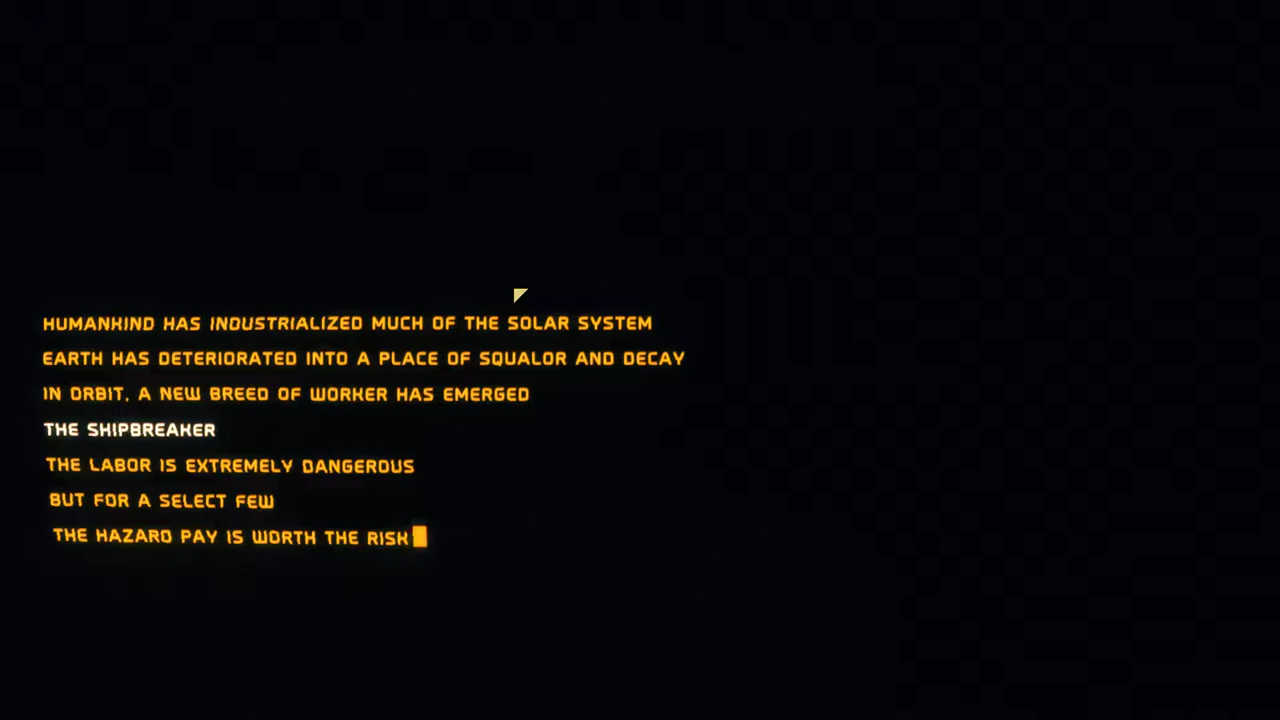 HUMANKIND HAS INDUSTRIALIZED MUCH OF THE SOLAR SYSTEM
EARTH HAS DETERIORATED INTO A PLACE OF SQUALOR AND DECAY
IN ORBIT, A NEW BREED OF WORKER HAS EMERGED
THE SHIPBREAKER
THE LABOR IS EXTREMELY DANGEROUS
BUT FOR A SELECT FEW
THE HAZARD PAY IS WORTH THE RISK